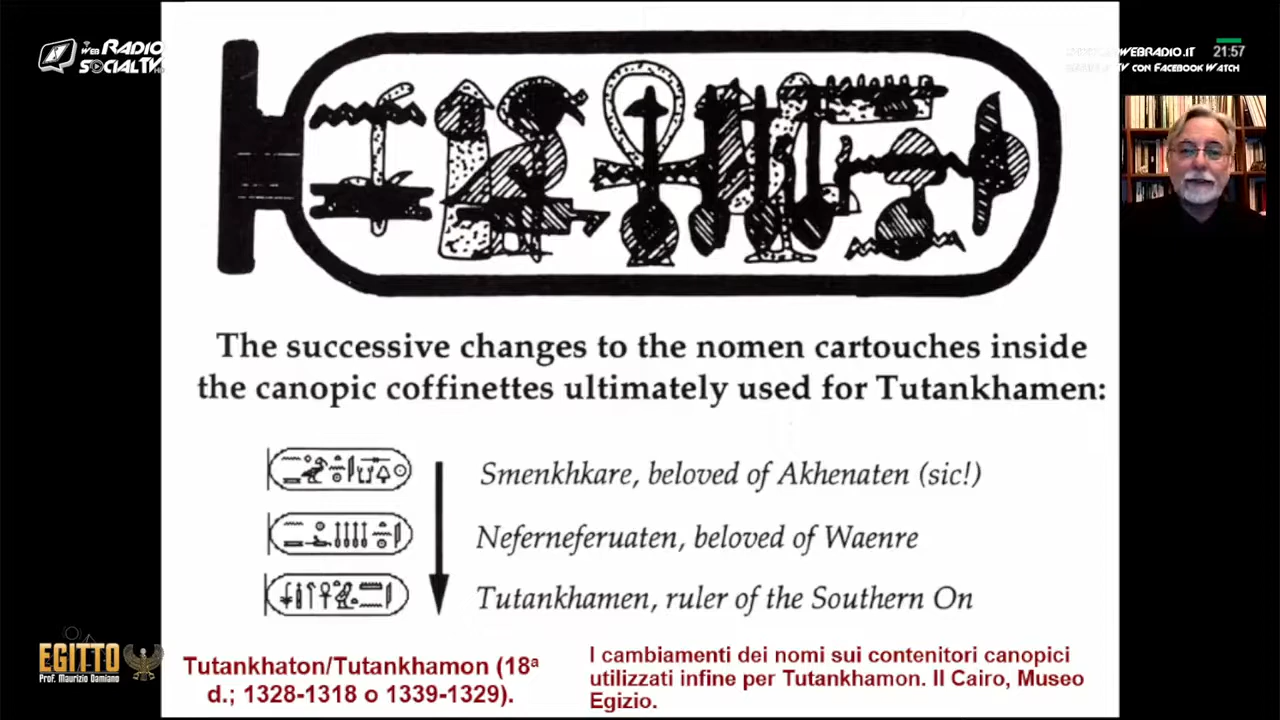 WEB RADIO
SOCIALTV
WEBRADIO.IT
21:57
TV CON FACEBOOK WATCH
The successive changes to the nomen cartouches inside
the canopic coffinettes ultimately used for Tutankhamen:
Smenkhkare, beloved of Akhenaten (sic!)
Neferneferuaten, beloved of Waenre
Tutankhamen, ruler of the Southern On
EGITTO
Prof. Maurizio Damiano
Tutankhaton/Tutankhamon (18ª
d.; 1328-1318 o 1339-1329).
I cambiamenti dei nomi sui contenitori canopici
utilizzati infine per Tutankhamon. Il Cairo, Museo
Egizio.